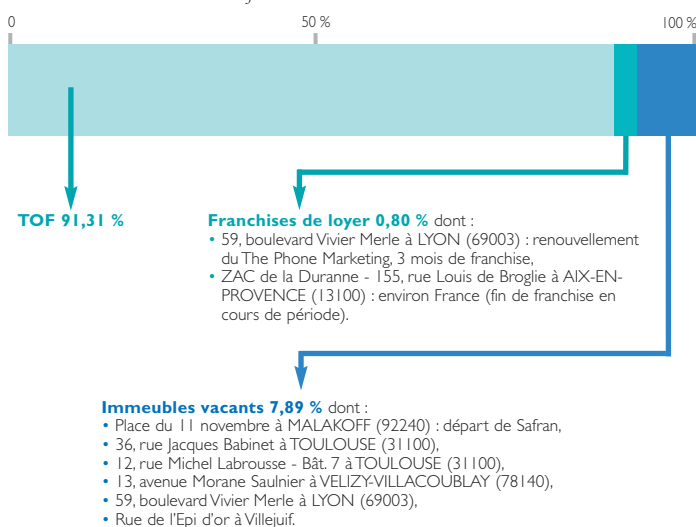 0 50 % 100 %
TOF 91,31 %
Franchises de loyer 0,80 % dont :
• 59, boulevard Vivier Merle à LYON (69003) : renouvellement
du The Phone Marketing, 3 mois de franchise,
• ZAC de la Duranne - 155, rue Louis de Broglie à AIX-EN-
PROVENCE (13100) : environ France (fin de franchise en
cours de période).
Immeubles vacants 7,89 % dont :
• Place du 11 novembre à MALAKOFF (92240) : départ de Safran,
• 36, rue Jacques Babinet à TOULOUSE (31100),
• 12, rue Michel Labrousse - Bât. 7 à TOULOUSE (31100),
• 13, avenue Morane Saulnier à VELIZY-VILLACOUBLAY (78140),
• 59, boulevard Vivier Merle à LYON (69003),
• Rue de l'Epi d'or à Villejuif.